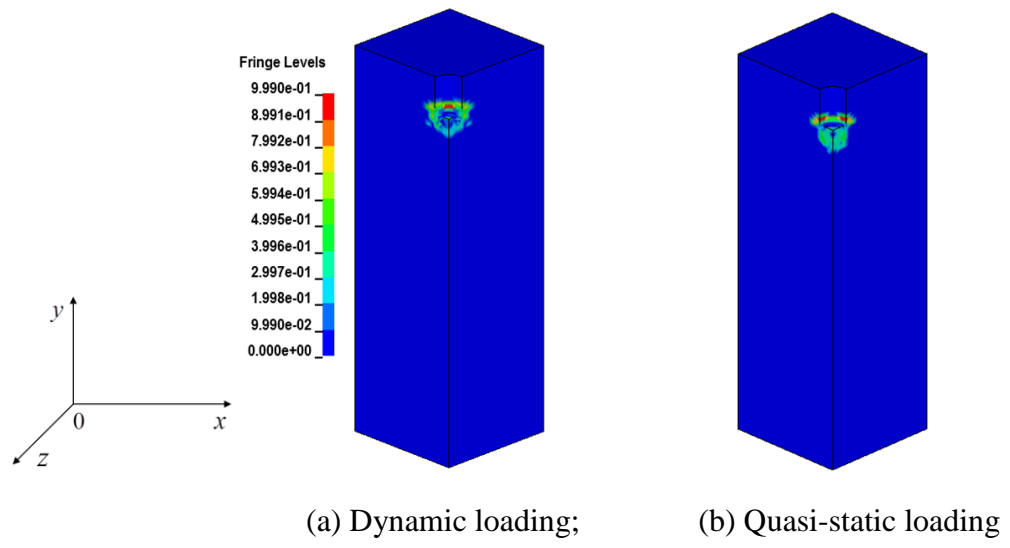 Fringe Levels
9.990e-01
8.991e-01
7.992e-01
6.993e-01
5.994e-01
4.995e-01
3.996e-01
2.997e-01
1.998e-01
9.990e-02
0.000e+00
y
0
x
z
(a) Dynamic loading;
(b) Quasi-static loading